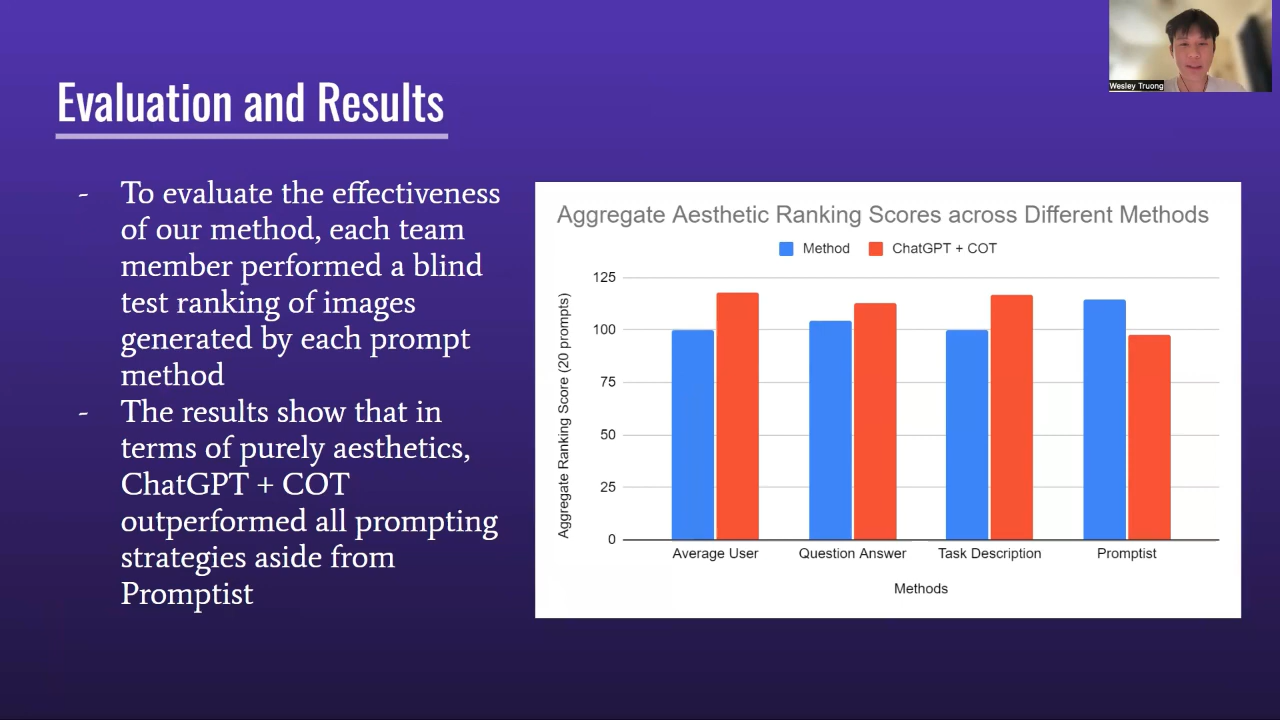 Wesley Truong
Evaluation and Results
- To evaluate the effectiveness
of our method, each team
member performed a blind
test ranking of images
generated by each prompt
method
- The results show that in
terms of purely aesthetics,
ChatGPT + COT
outperformed all prompting
strategies aside from
Promptist
Aggregate Aesthetic Ranking Scores across Different Methods
Method ChatGPT + COT
Aggregate Ranking Score (20 prompts)
125
100
75
50
25
0
Average User Question Answer Task Description Promptist
Methods